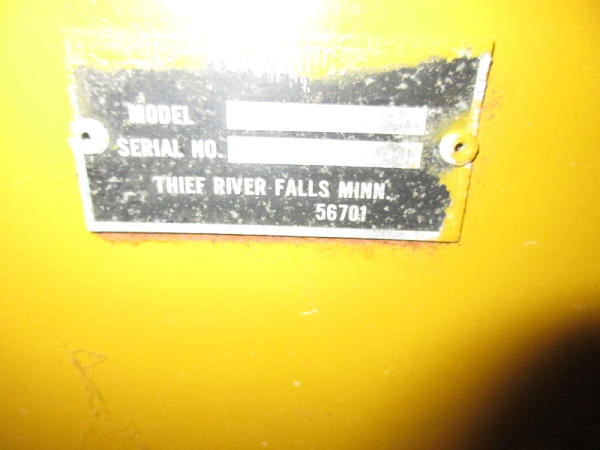 MODEL
SERIAL NO.
THIEF RIVER FALLS MINN.
56701